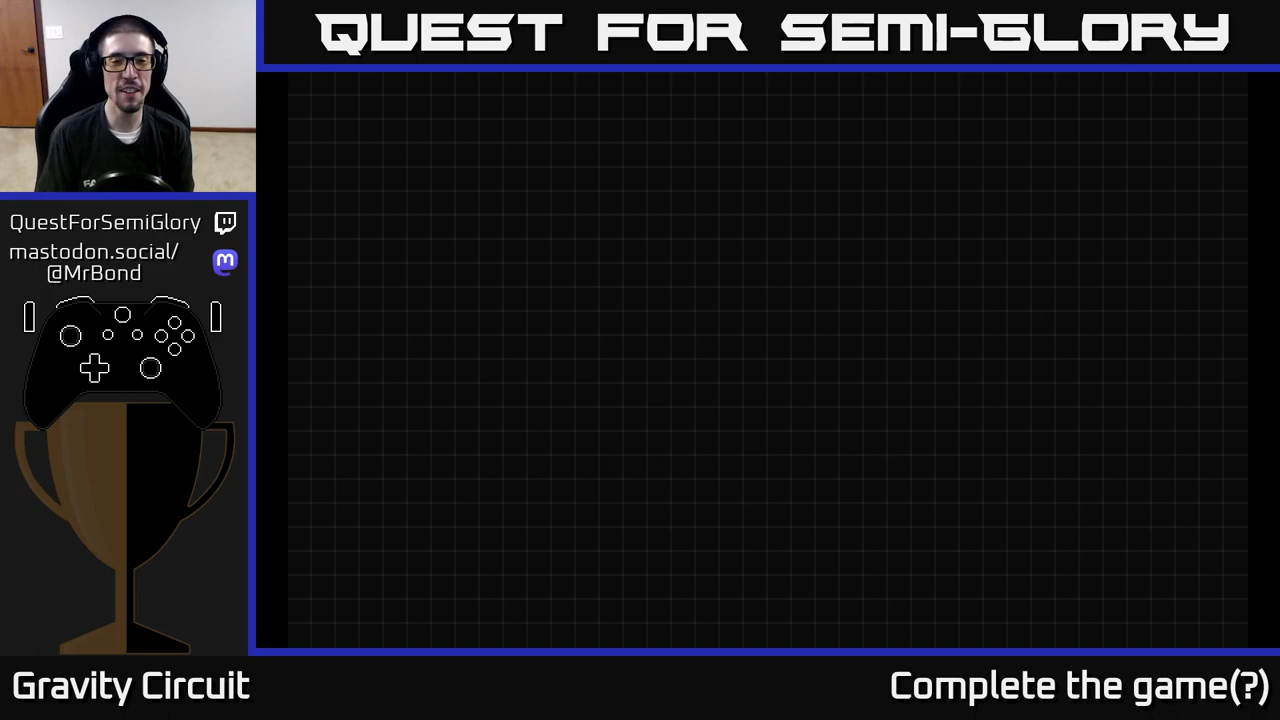 QUEST FOR SEMI-GLORY
QuestForSemiGlory
mastodon.social/
@MrBond
Gravity Circuit
Complete the game(?)